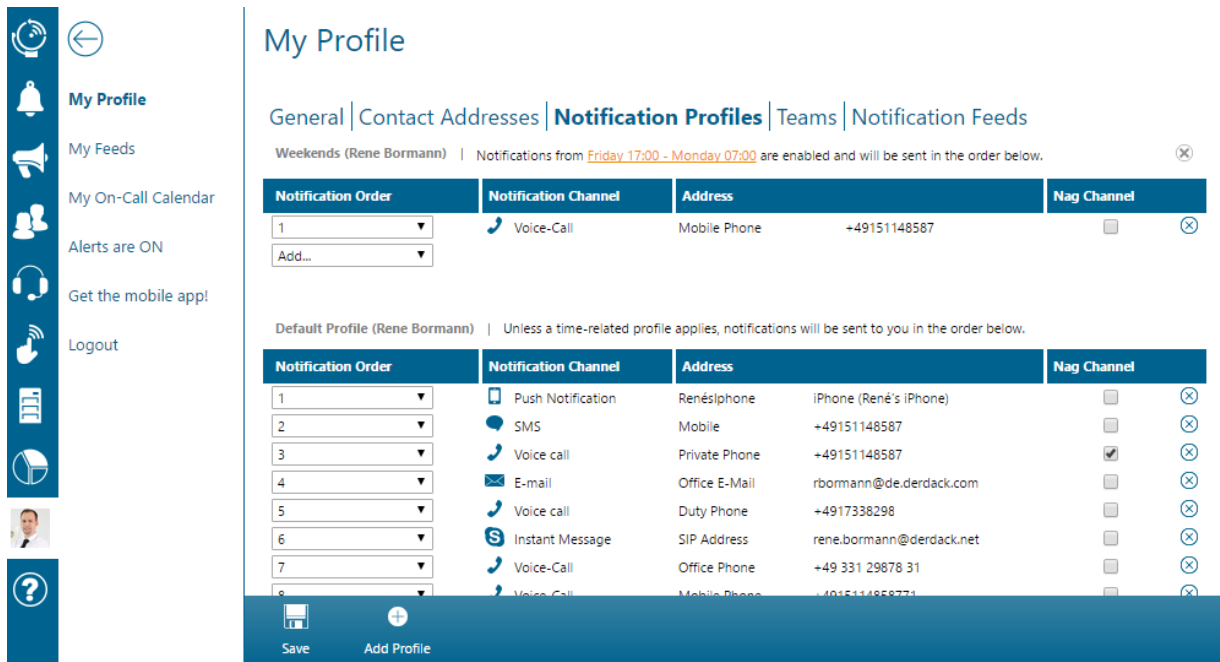 My Profile
My Profile
My Feeds
My On-Call Calendar
Alerts are ON
Get the mobile app!
Logout
General | Contact Addresses | Notification Profiles | Teams | Notification Feeds
Weekends (Rene Bormann) | Notifications from Friday 17:00 - Monday 07:00 are enabled and will be sent in the order below.
Notification Order Notification Channel Address Nag Channel
1 Voice-Call Mobile Phone +49151148587
Add...
Default Profile (Rene Bormann) | Unless a time-related profile applies, notifications will be sent to you in the order below.
Notification Order Notification Channel Address Nag Channel
1 Push Notification RenésIphone iPhone (René's iPhone)
2 SMS Mobile +49151148587
3 Voice call Private Phone +49151148587
4 E-mail Office E-Mail rbormann@de.derdack.com
5 Voice call Duty Phone +4917338298
6 Instant Message SIP Address rene.bormann@derdack.net
7 Voice-Call Office Phone +49 331 29878 31
8 Voice-Call Mobile Phone +4915114858771
Save Add Profile